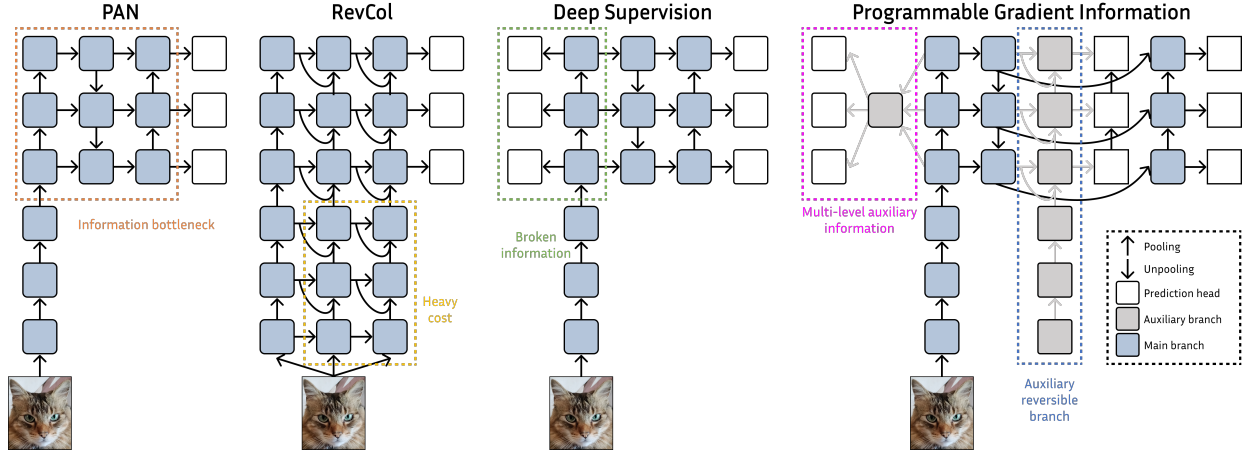 PAN
RevCol
Deep Supervision
Programmable Gradient Information
Information bottleneck
Heavy
cost
Broken
information
Multi-level auxiliary
information
Auxiliary
reversible
branch
Pooling
Unpooling
Prediction head
Auxiliary branch
Main branch